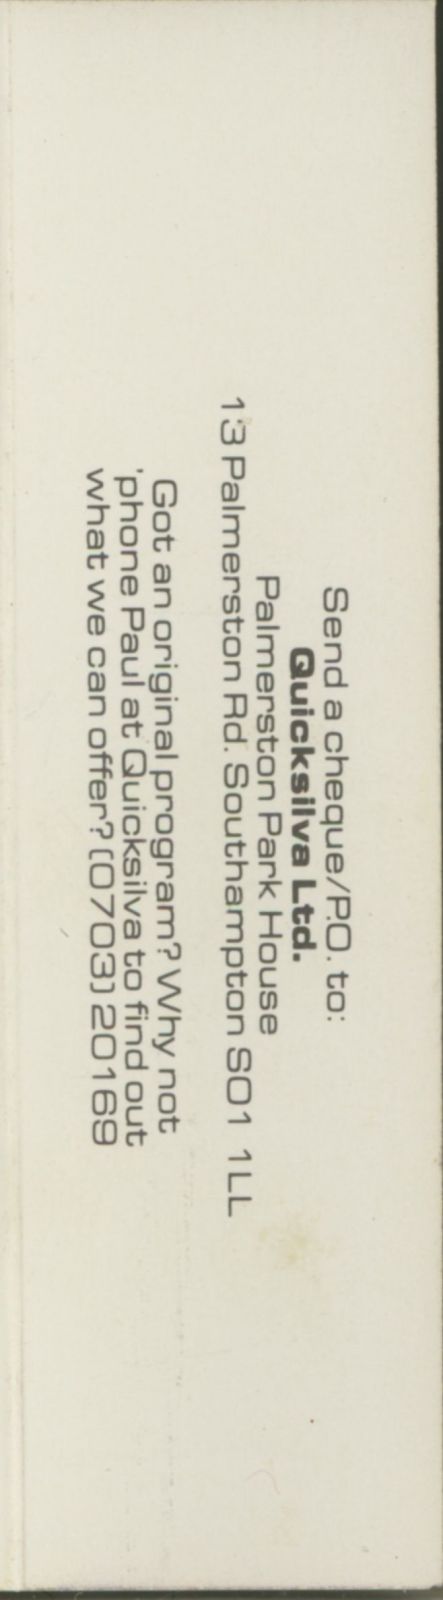 Send a cheque/P.O. to:
Quicksilva Ltd.
Palmerston Park House
13 Palmerston Rd. Southampton SO1 1LL
Got an original program? Why not
'phone Paul at Quicksilva to find out
what we can offer? (0703) 20169